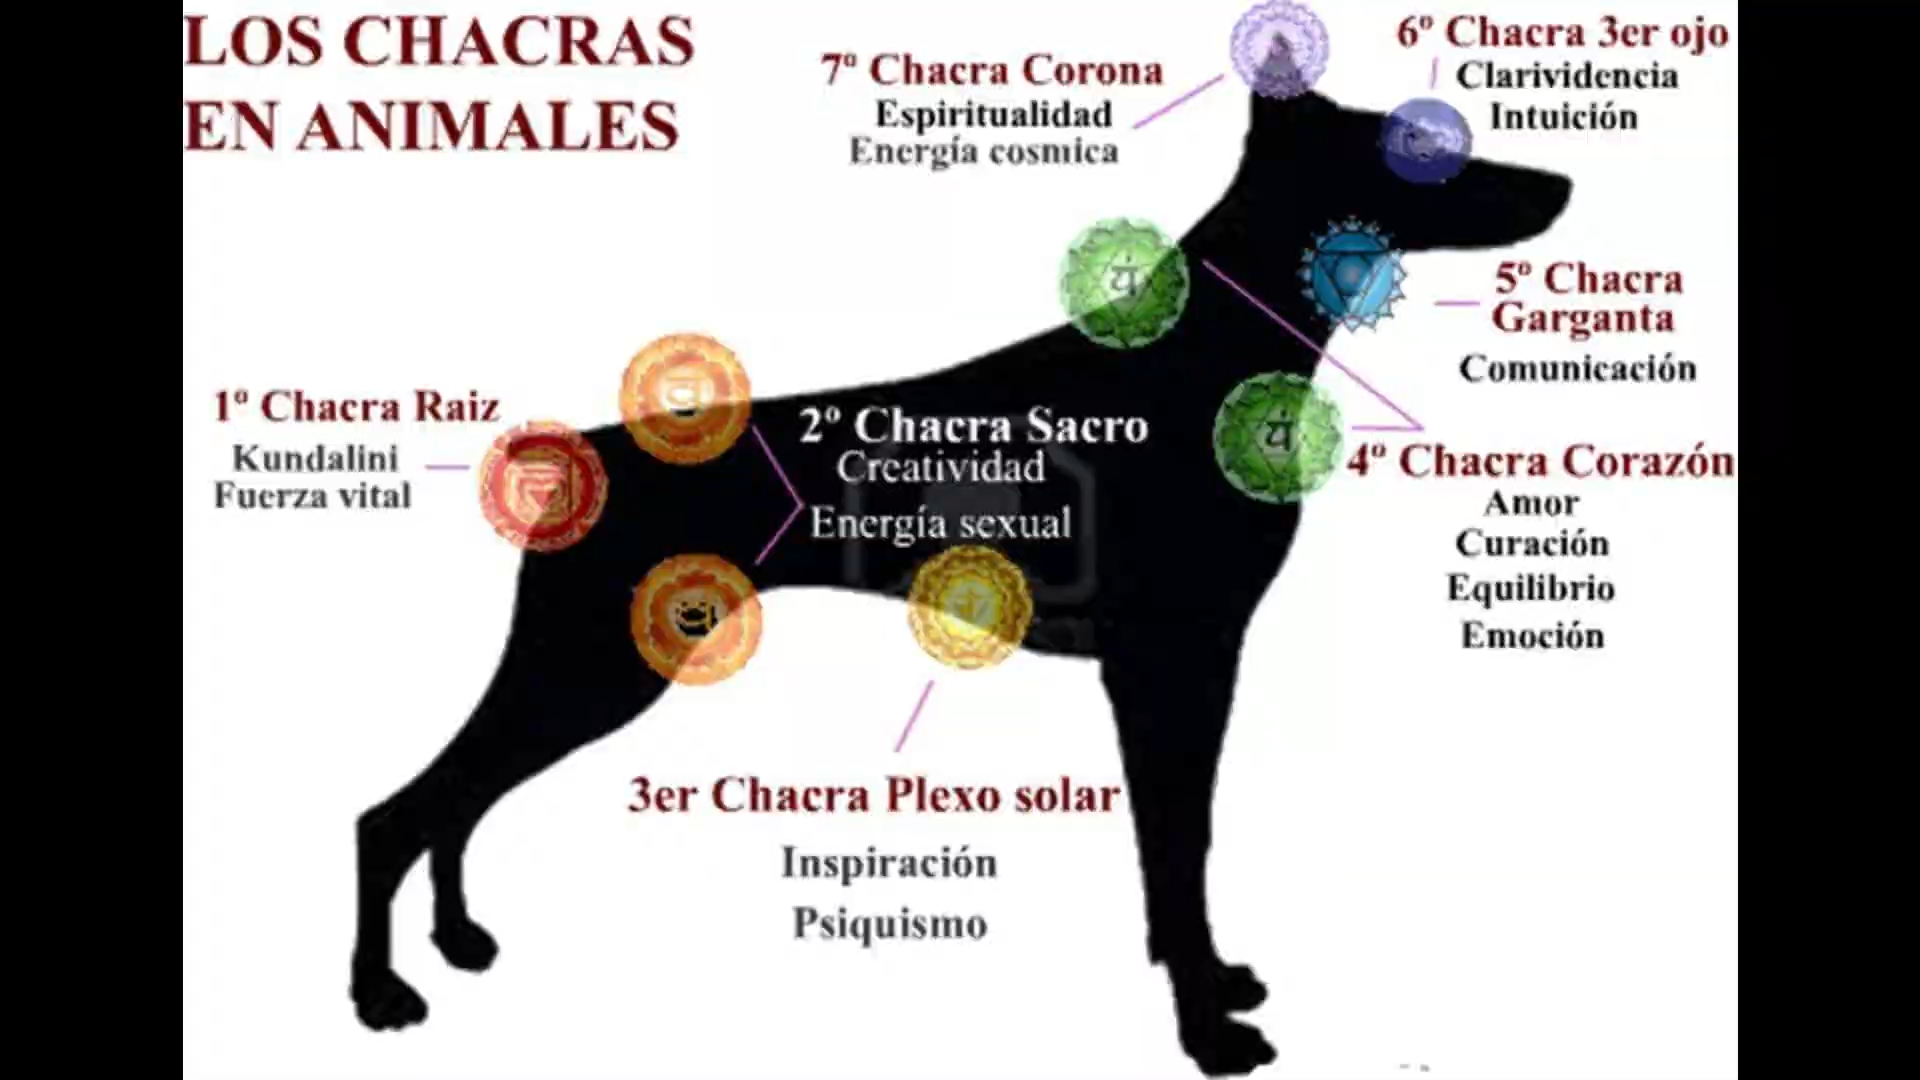 LOS CHACRAS
EN ANIMALES
7º Chacra Corona
Espiritualidad
Energía cosmica
6º Chacra 3er ojo
Clarividencia
Intuición
5º Chacra
Garganta
Comunicación
1º Chacra Raiz
Kundalini
Fuerza vital
2º Chacra Sacro
Creatividad
Energía sexual
4º Chacra Corazón
Amor
Curación
Equilibrio
Emoción
3er Chacra Plexo solar
Inspiración
Psiquismo